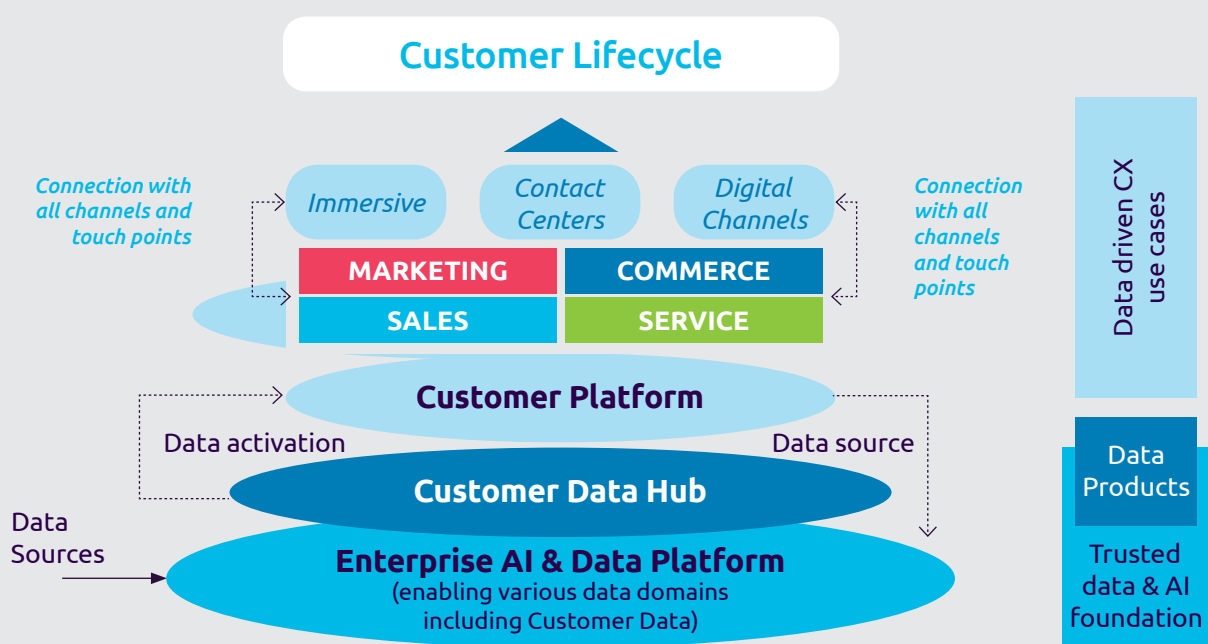 Customer Lifecycle
Connection with
all channels and
touch points
Immersive
Contact
Centers
Digital
Channels
Connection
with all
channels
and touch
points
MARKETING
COMMERCE
SALES
SERVICE
Customer Platform
Data activation
Data source
Customer Data Hub
Data
Sources
Enterprise AI & Data Platform
(enabling various data domains
including Customer Data)
Data driven CX
use cases
Data
Products
Trusted
data & AI
foundation